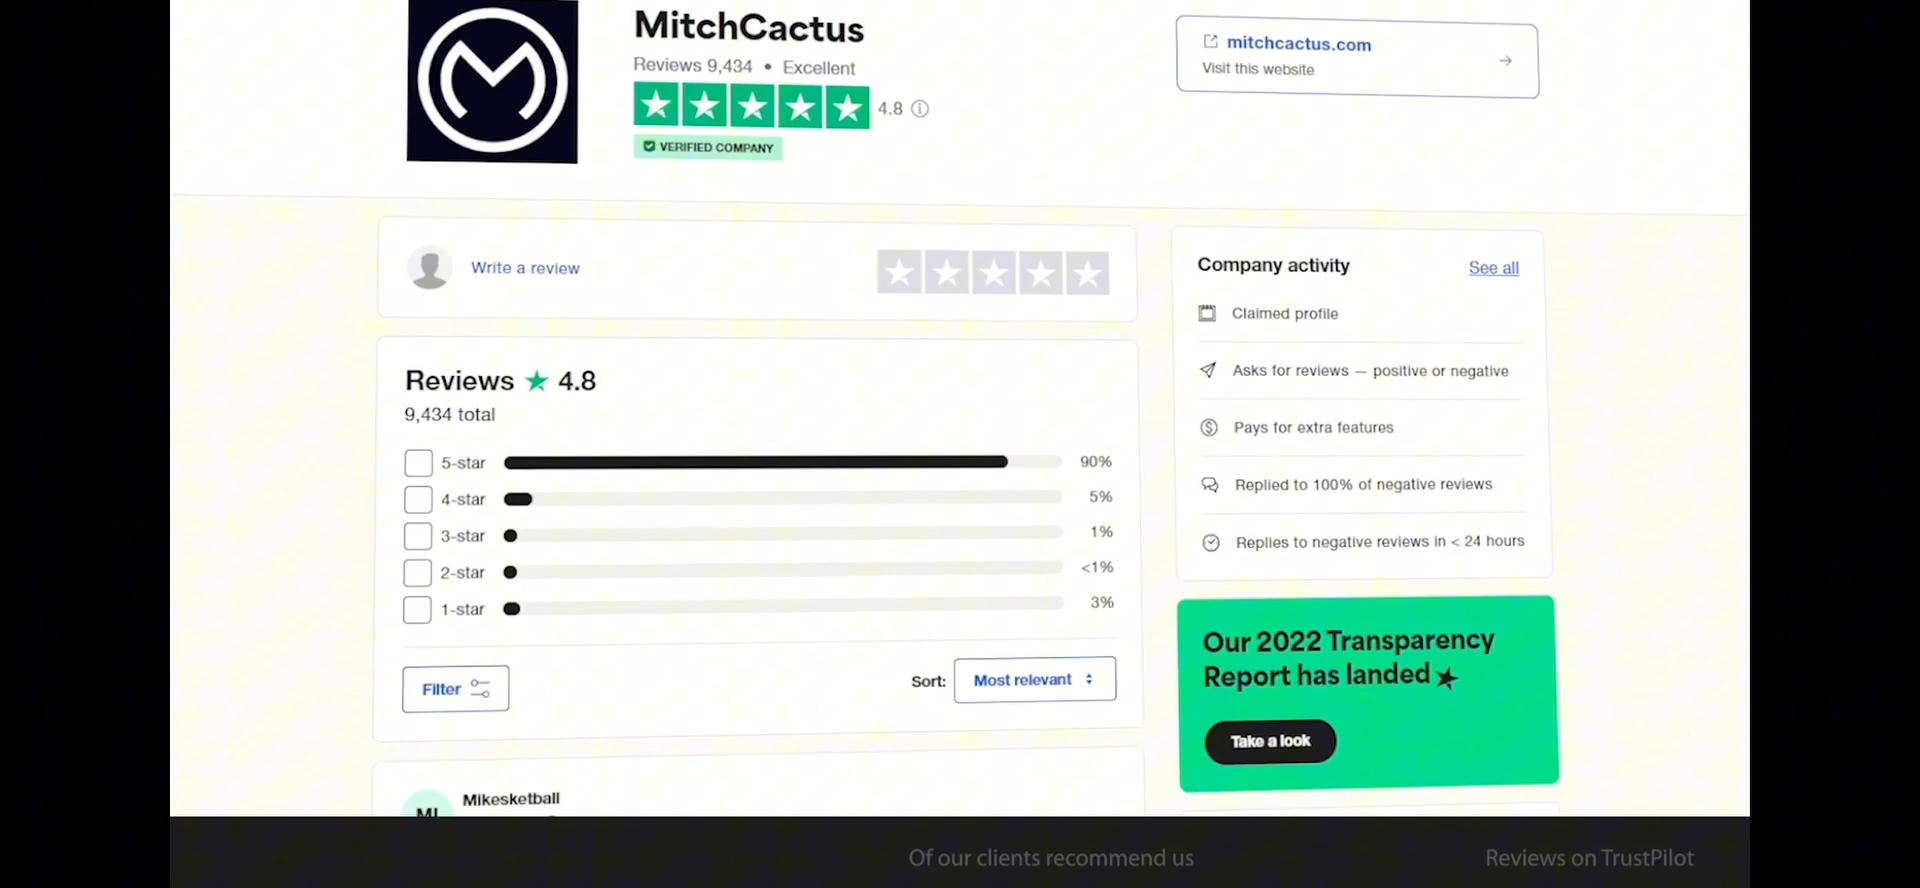 MitchCactus
Reviews 9,434 • Excellent
4.8
VERIFIED COMPANY
mitchcactus.com
Visit this website
Write a review
Reviews ★ 4.8
9,434 total
5-star 90%
4-star 5%
3-star 1%
2-star <1%
1-star 3%
Filter
Sort: Most relevant
MI
Mikesketball
Company activity See all
Claimed profile
Asks for reviews — positive or negative
Pays for extra features
Replied to 100% of negative reviews
Replies to negative reviews in < 24 hours
Our 2022 Transparency
Report has landed
Take a look
Of our clients recommend us
Reviews on TrustPilot